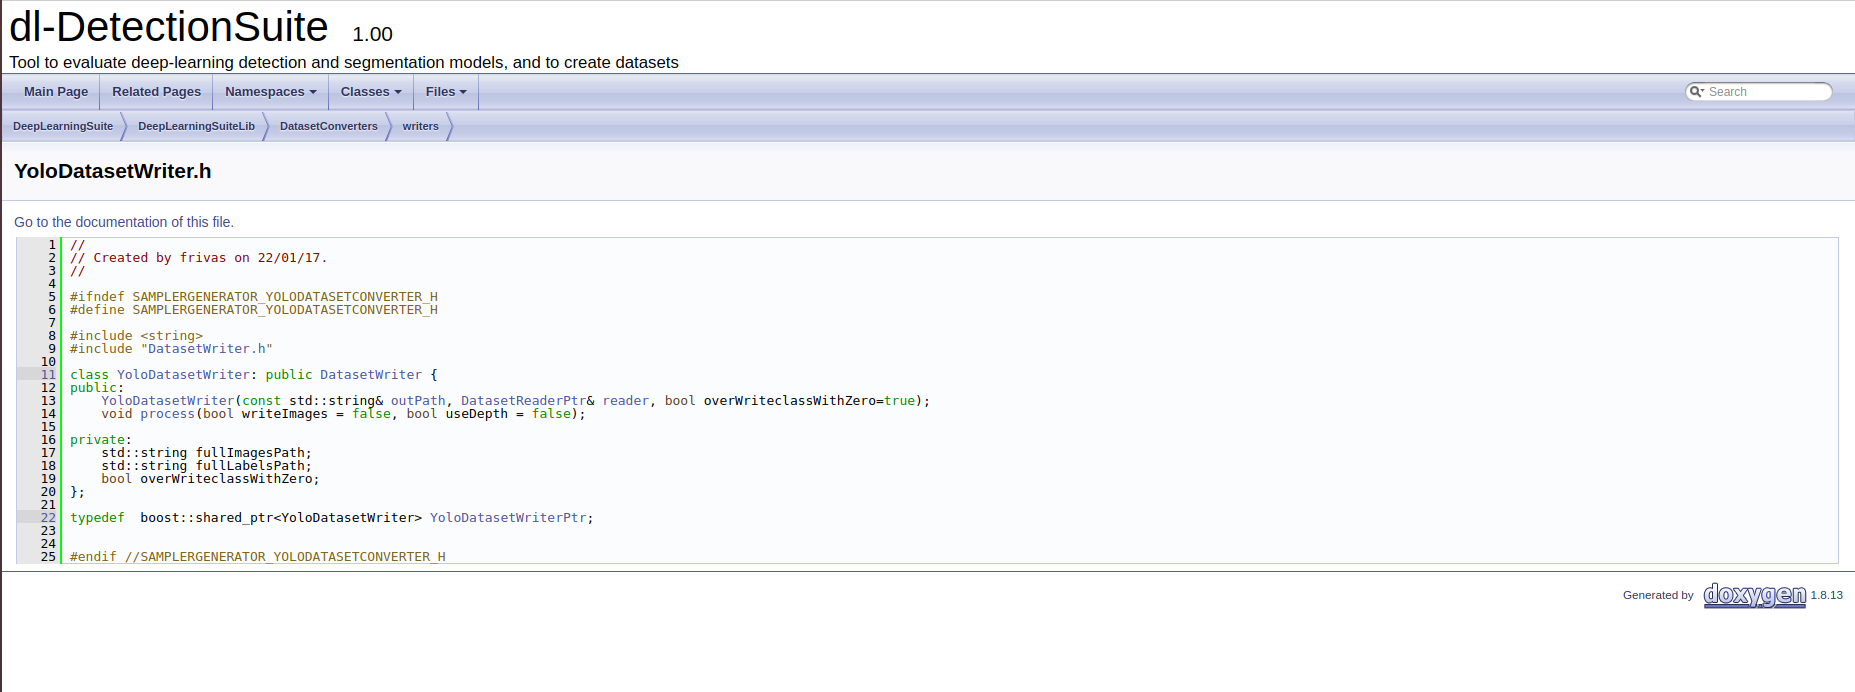 dl-DetectionSuite 1.00
Tool to evaluate deep-learning detection and segmentation models, and to create datasets
Main Page Related Pages Namespaces Classes Files Search
DeepLearningSuite DeepLearningSuiteLib DatasetConverters writers
YoloDatasetWriter.h
Go to the documentation of this file.
1 //
2 // Created by frivas on 22/01/17.
3 //
4
5 #ifndef SAMPLERGENERATOR_YOLODATASETCONVERTER_H
6 #define SAMPLERGENERATOR_YOLODATASETCONVERTER_H
7
8 #include <string>
9 #include "DatasetWriter.h"
10
11 class YoloDatasetWriter: public DatasetWriter {
12 public:
13     YoloDatasetWriter(const std::string& outPath, DatasetReaderPtr& reader, bool overWriteclassWithZero=true);
14     void process(bool writeImages = false, bool useDepth = false);
15
16 private:
17     std::string fullImagesPath;
18     std::string fullLabelsPath;
19     bool overWriteclassWithZero;
20 };
21
22 typedef  boost::shared_ptr<YoloDatasetWriter> YoloDatasetWriterPtr;
23
24
25 #endif //SAMPLERGENERATOR_YOLODATASETCONVERTER_H
Generated by doxygen 1.8.13